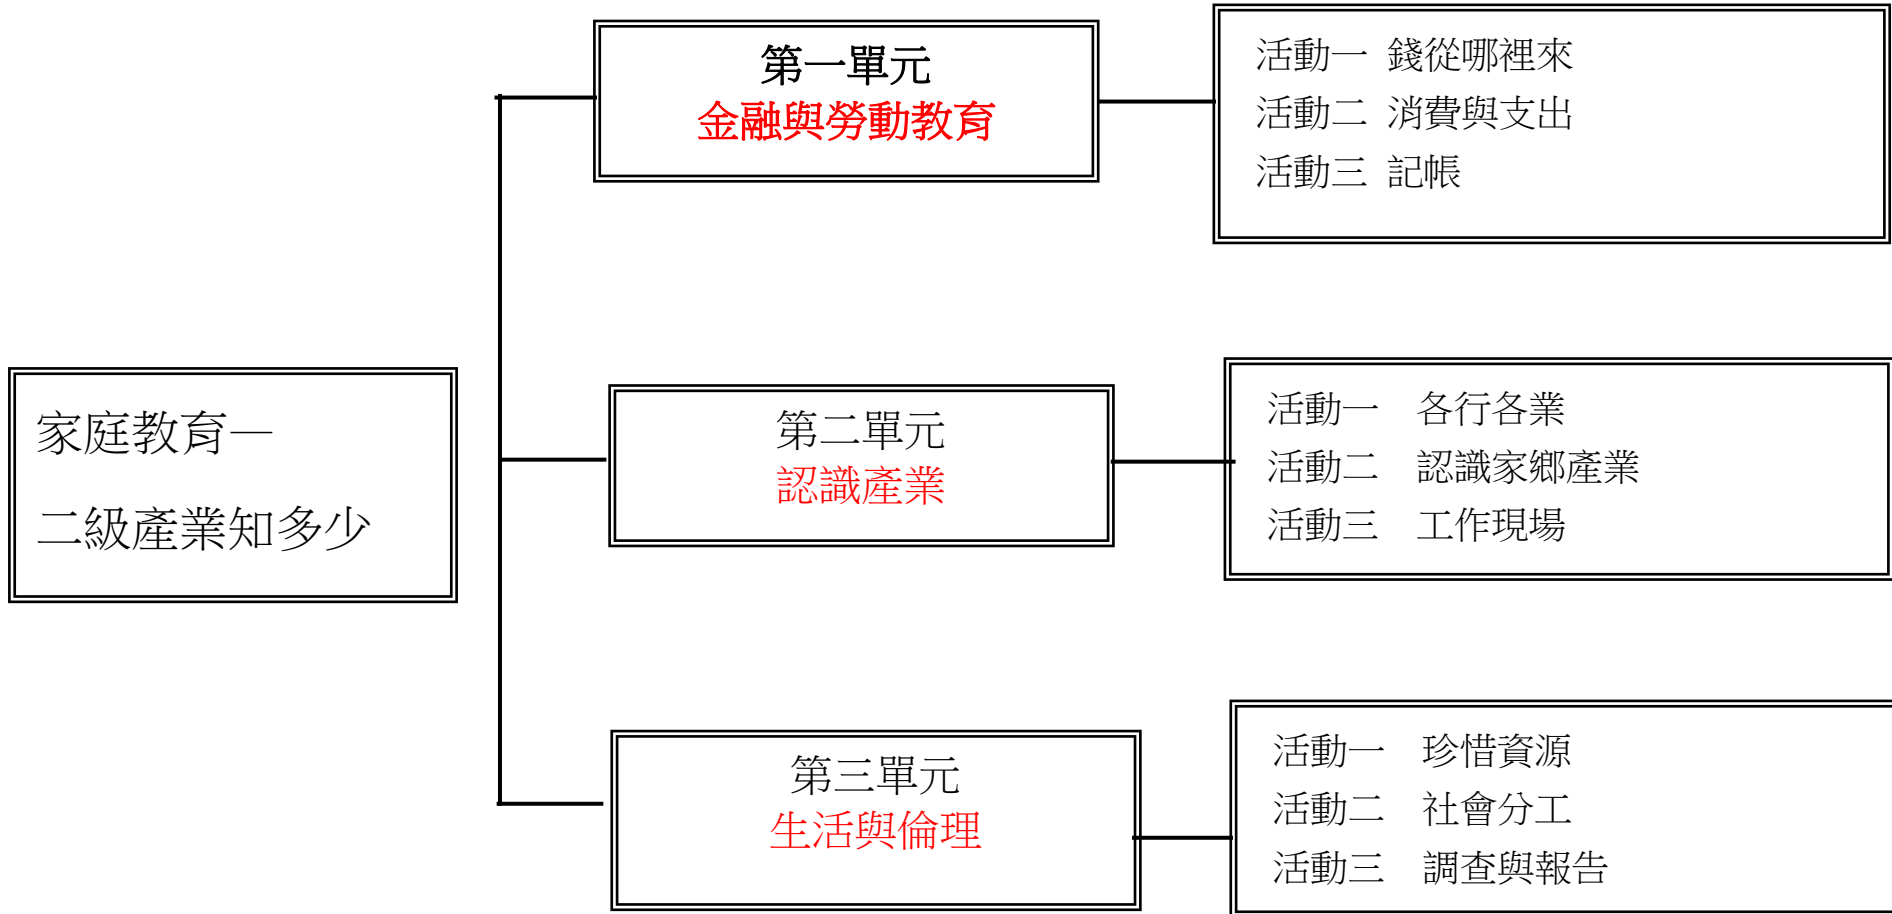 家庭教育—
二級產業知多少
第一單元
金融與勞動教育
活動一 錢從哪裡來
活動二 消費與支出
活動三 記帳
第二單元
認識產業
活動一 各行各業
活動二 認識家鄉產業
活動三 工作現場
第三單元
生活與倫理
活動一 珍惜資源
活動二 社會分工
活動三 調查與報告